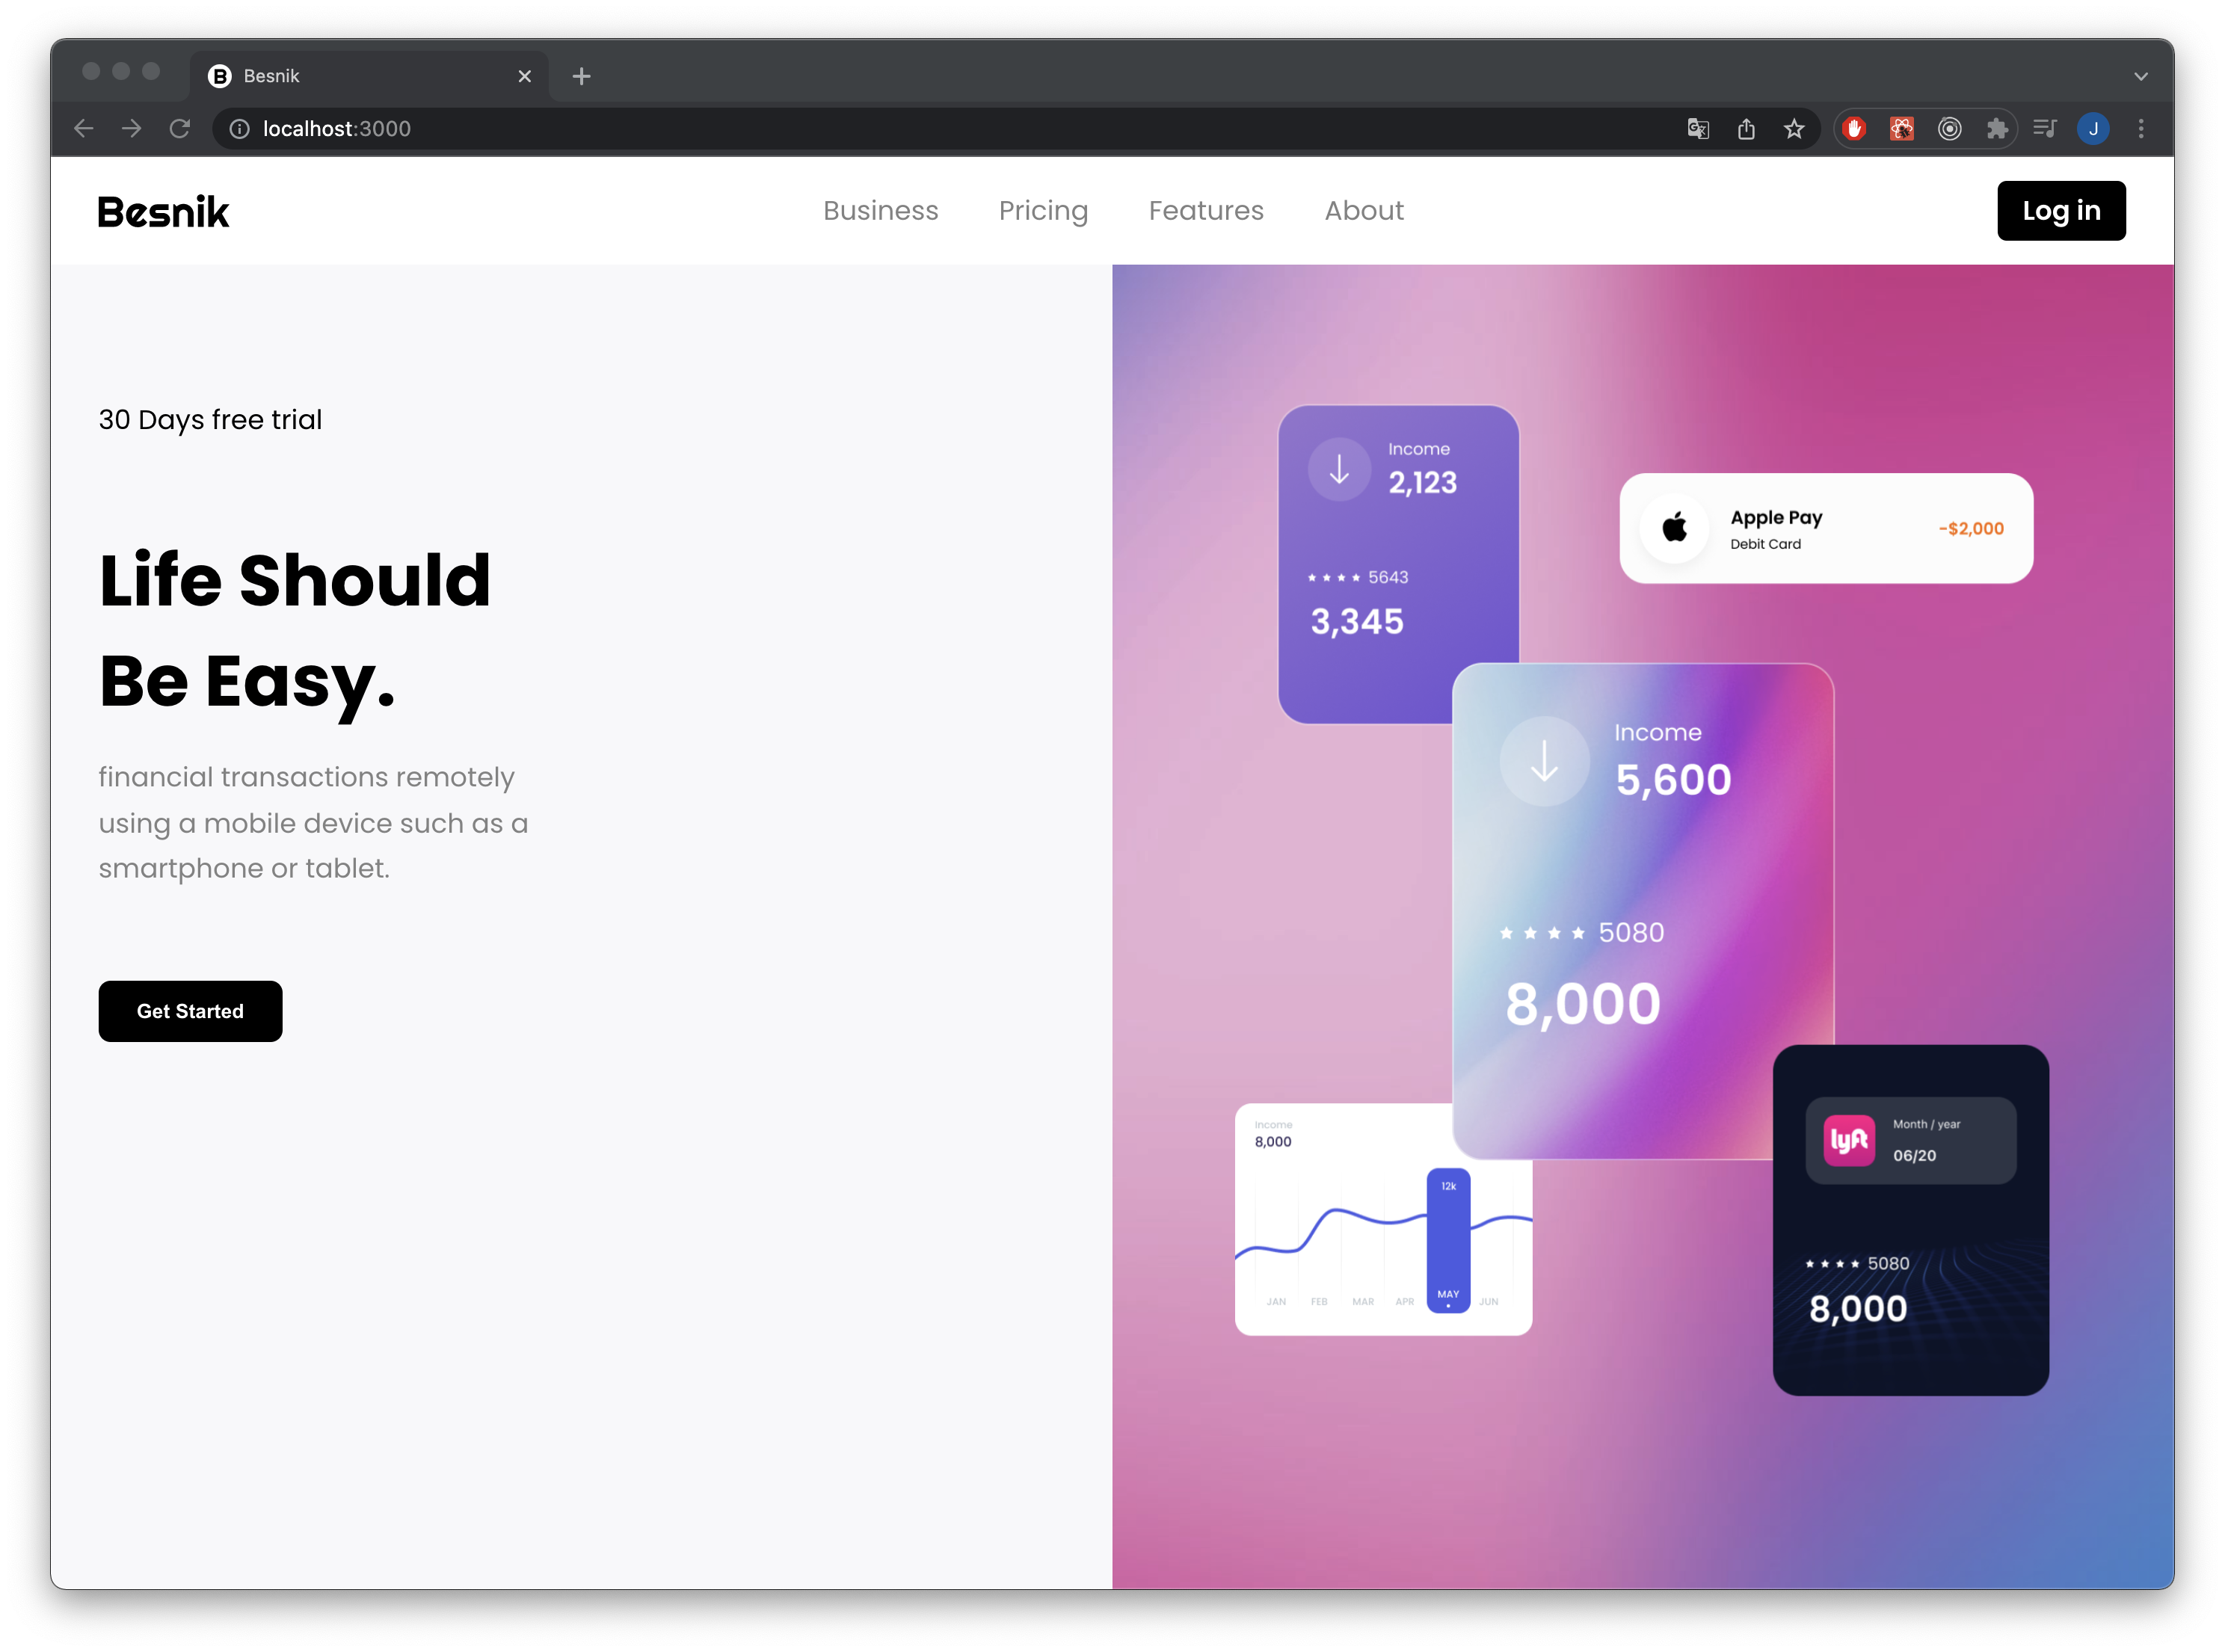 Besnik
localhost:3000
J
Besnik
Business Pricing Features About
Log in
30 Days free trial
Life Should
Be Easy.
financial transactions remotely
using a mobile device such as a
smartphone or tablet.
Get Started
Income
2,123
5643
3,345
Apple Pay
Debit Card
-$2,000
Income
5,600
5080
8,000
Income
8,000
12k
JAN FEB MAR APR MAY JUN
lyft
Month / year
06/20
5080
8,000